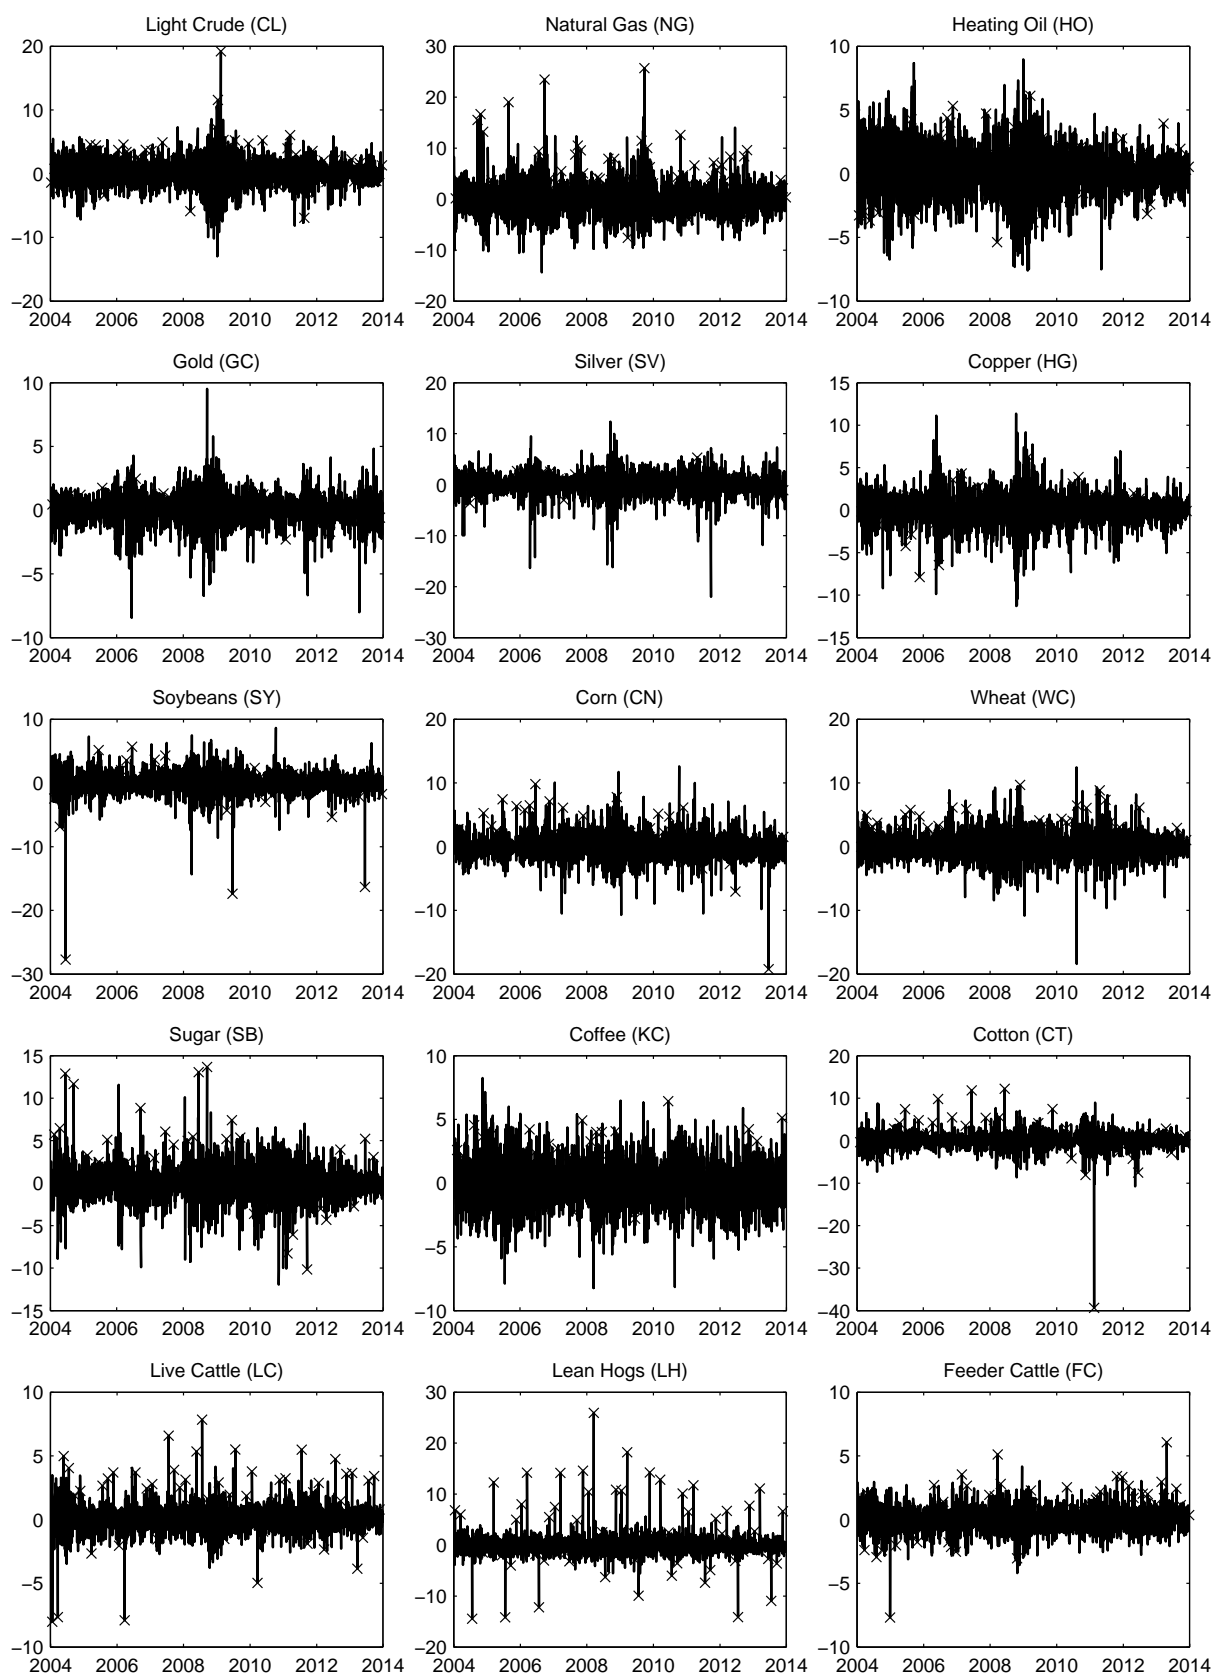 Light Crude (CL)
20
10
0
−10
−20
2004 2006 2008 2010 2012 2014
Natural Gas (NG)
30
20
10
0
−10
−20
2004 2006 2008 2010 2012 2014
Heating Oil (HO)
10
5
0
−5
−10
2004 2006 2008 2010 2012 2014
Gold (GC)
10
5
0
−5
−10
2004 2006 2008 2010 2012 2014
Silver (SV)
20
10
0
−10
−20
−30
2004 2006 2008 2010 2012 2014
Copper (HG)
15
10
5
0
−5
−10
−15
2004 2006 2008 2010 2012 2014
Soybeans (SY)
10
0
−10
−20
−30
2004 2006 2008 2010 2012 2014
Corn (CN)
20
10
0
−10
−20
2004 2006 2008 2010 2012 2014
Wheat (WC)
20
10
0
−10
−20
2004 2006 2008 2010 2012 2014
Sugar (SB)
15
10
5
0
−5
−10
−15
2004 2006 2008 2010 2012 2014
Coffee (KC)
10
5
0
−5
−10
2004 2006 2008 2010 2012 2014
Cotton (CT)
20
10
0
−10
−20
−30
−40
2004 2006 2008 2010 2012 2014
Live Cattle (LC)
10
5
0
−5
−10
2004 2006 2008 2010 2012 2014
Lean Hogs (LH)
30
20
10
0
−10
−20
2004 2006 2008 2010 2012 2014
Feeder Cattle (FC)
10
5
0
−5
−10
2004 2006 2008 2010 2012 2014